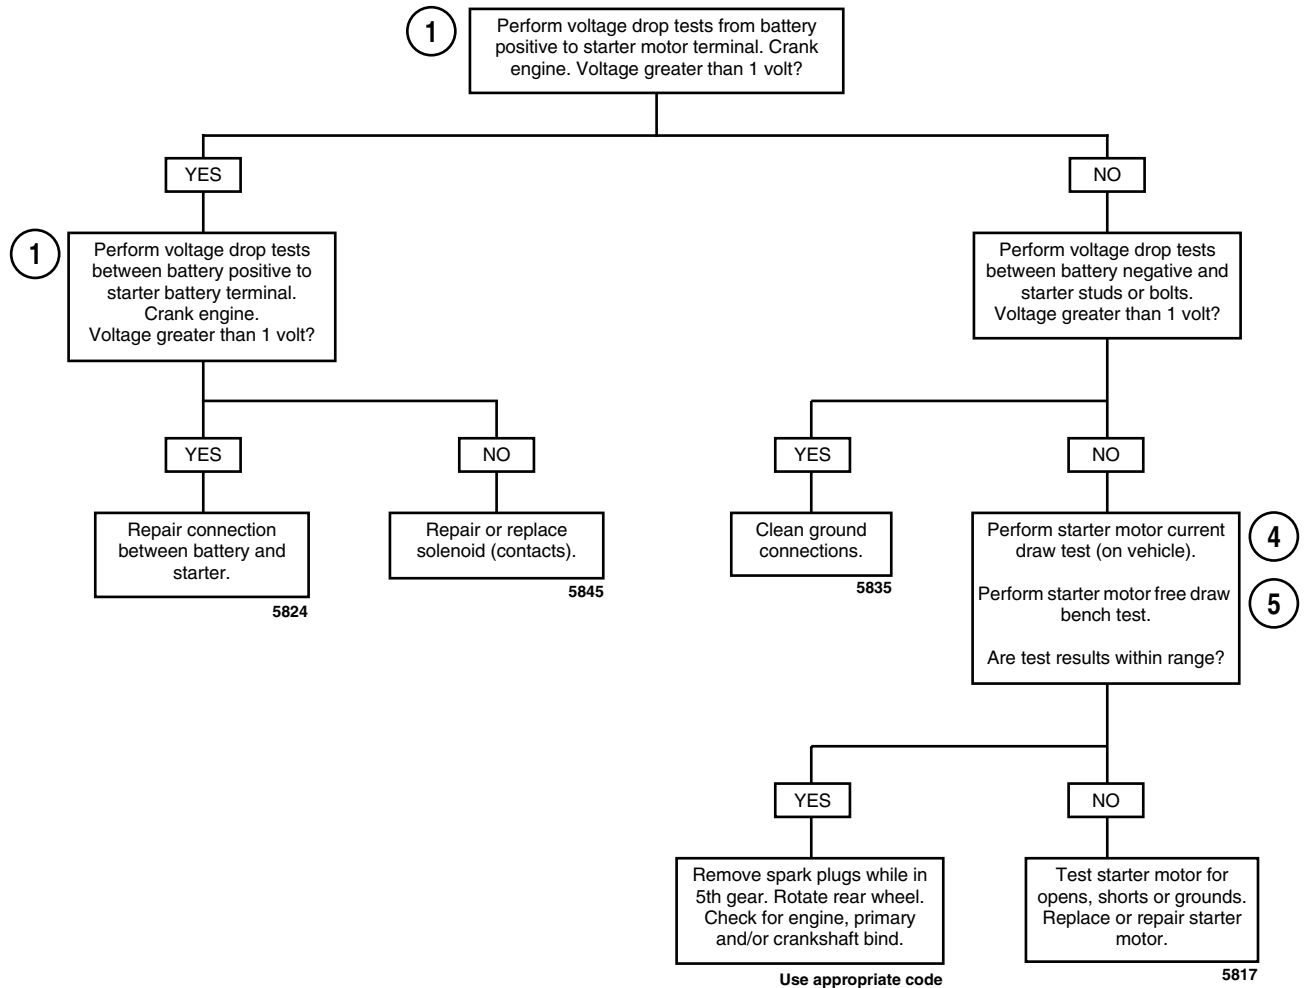 1
Perform voltage drop tests from battery
positive to starter motor terminal. Crank
engine. Voltage greater than 1 volt?
YES
NO
1
Perform voltage drop tests
between battery positive to
starter battery terminal.
Crank engine.
Voltage greater than 1 volt?
Perform voltage drop tests
between battery negative and
starter studs or bolts.
Voltage greater than 1 volt?
YES
NO
YES
NO
Repair connection
between battery and
starter.
5824
Repair or replace
solenoid (contacts).
5845
Clean ground
connections.
5835
Perform starter motor current
draw test (on vehicle).
4
Perform starter motor free draw
bench test.
5
Are test results within range?
YES
NO
Remove spark plugs while in
5th gear. Rotate rear wheel.
Check for engine, primary
and/or crankshaft bind.
Use appropriate code
Test starter motor for
opens, shorts or grounds.
Replace or repair starter
motor.
5817